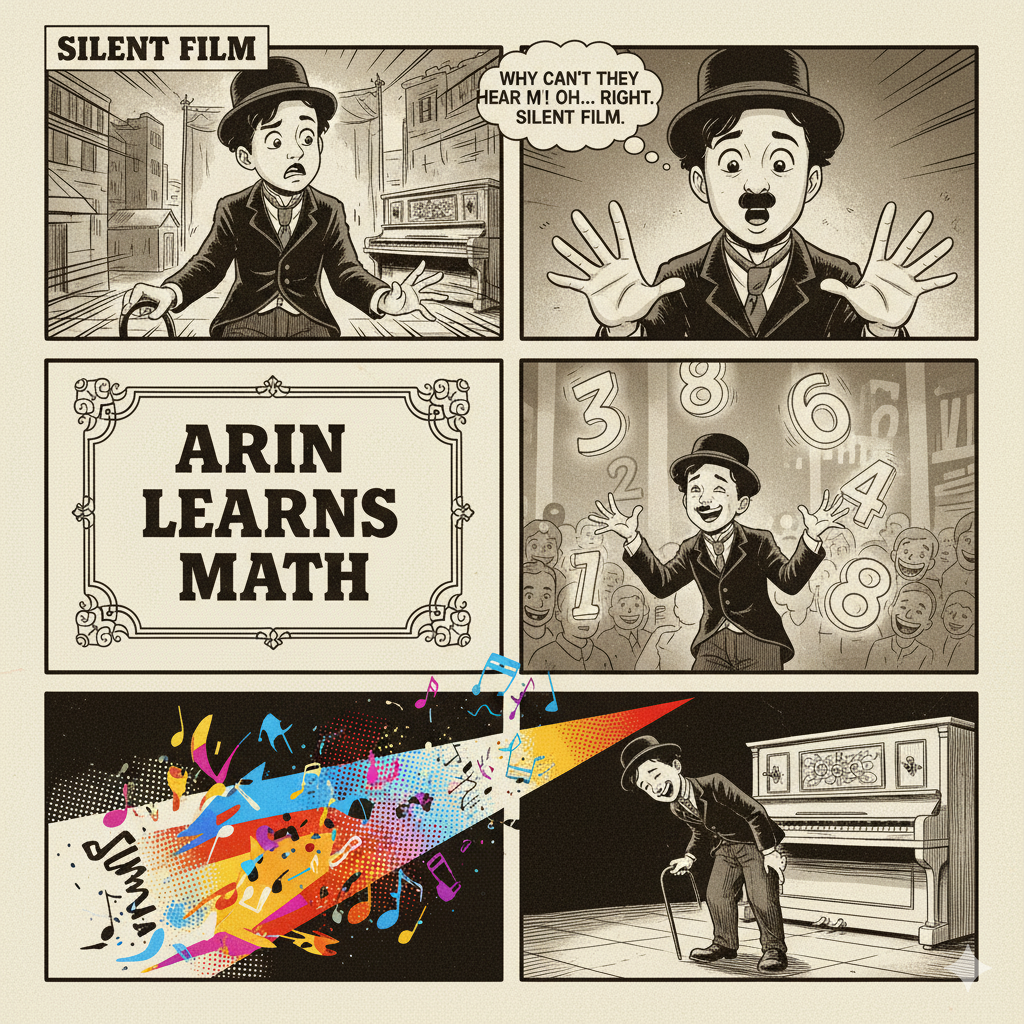 SILENT FILM
WHY CAN'T THEY
HEAR M! OH... RIGHT.
SILENT FILM.
ARIN
LEARNS
MATH
3
8
6
2
4
1
8